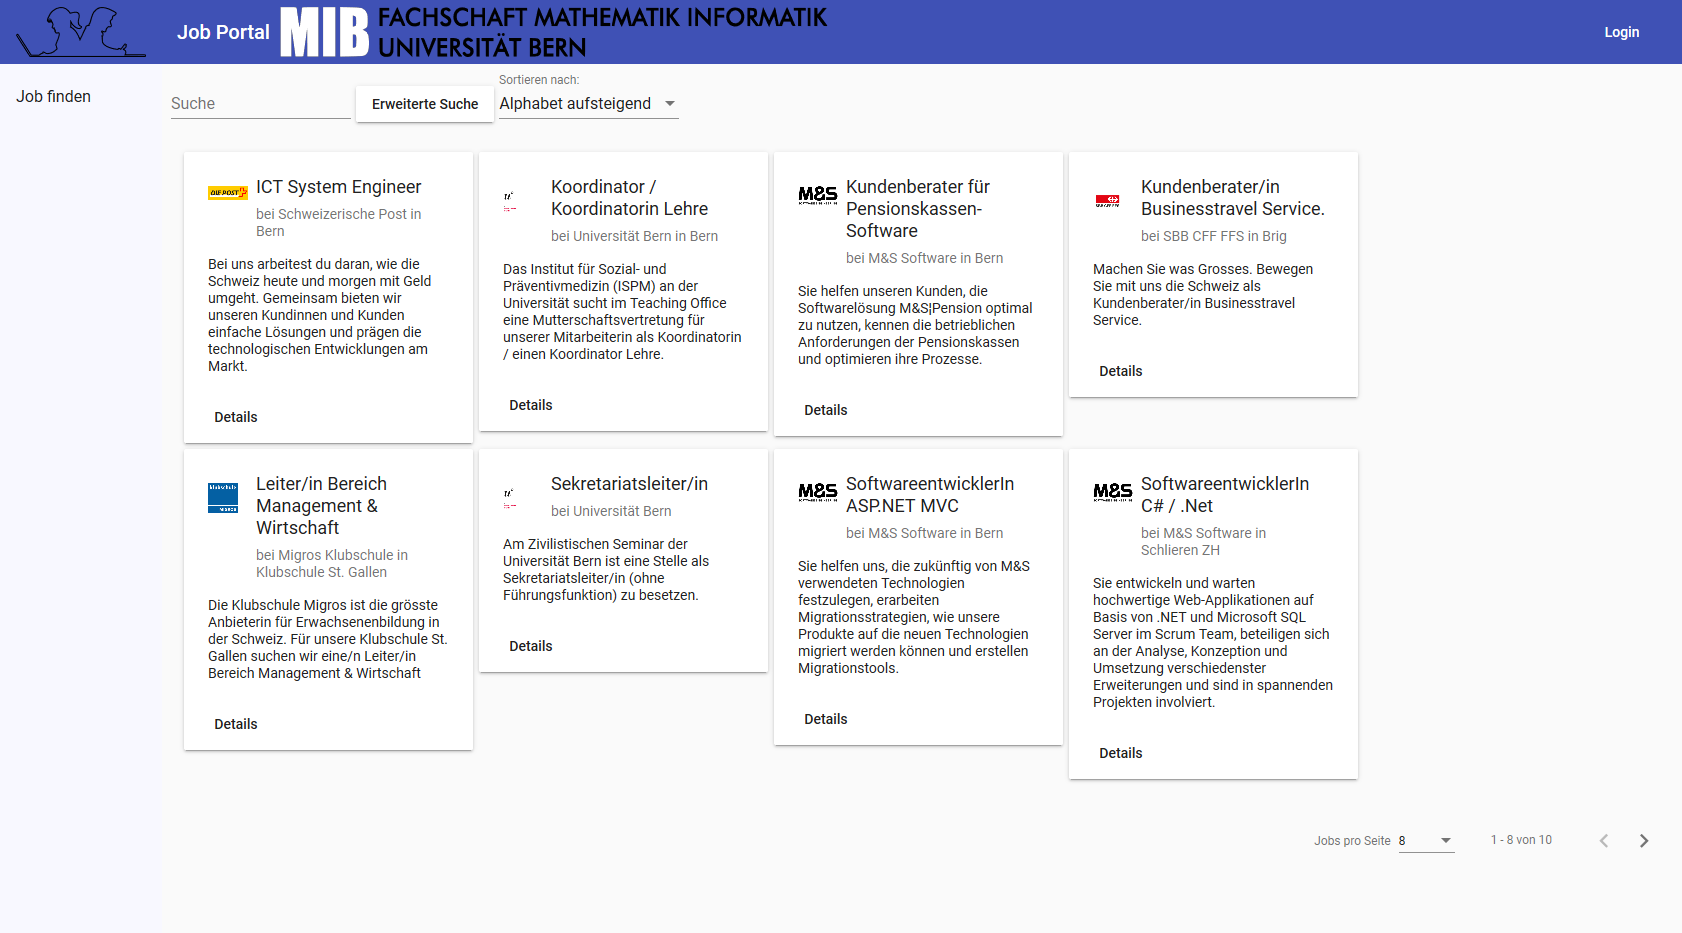 Job Portal
MIB
FACHSCHAFT MATHEMATIK INFORMATIK
UNIVERSITÄT BERN
Login
Job finden
Suche
Erweiterte Suche
Sortieren nach:
Alphabet aufsteigend
DIE POST
ICT System Engineer
bei Schweizerische Post in
Bern
Bei uns arbeitest du daran, wie die
Schweiz heute und morgen mit Geld
umgeht. Gemeinsam bieten wir
unseren Kundinnen und Kunden
einfache Lösungen und prägen die
technologischen Entwicklungen am
Markt.
Details
Koordinator /
Koordinatorin Lehre
bei Universität Bern in Bern
Das Institut für Sozial- und
Präventivmedizin (ISPM) an der
Universität sucht im Teaching Office
eine Mutterschaftsvertretung für
unserer Mitarbeiterin als Koordinatorin
/ einen Koordinator Lehre.
Details
M&S
Kundenberater für
Pensionskassen-
Software
bei M&S Software in Bern
Sie helfen unseren Kunden, die
Softwarelösung M&S¦Pension optimal
zu nutzen, kennen die betrieblichen
Anforderungen der Pensionskassen
und optimieren ihre Prozesse.
Details
Kundenberater/in
Businesstravel Service.
bei SBB CFF FFS in Brig
Machen Sie was Grosses. Bewegen
Sie mit uns die Schweiz als
Kundenberater/in Businesstravel
Service.
Details
klubschule
MIGROS
Leiter/in Bereich
Management &
Wirtschaft
bei Migros Klubschule in
Klubschule St. Gallen
Die Klubschule Migros ist die grösste
Anbieterin für Erwachsenenbildung in
der Schweiz. Für unsere Klubschule St.
Gallen suchen wir eine/n Leiter/in
Bereich Management & Wirtschaft
Details
Sekretariatsleiter/in
bei Universität Bern
Am Zivilistischen Seminar der
Universität Bern ist eine Stelle als
Sekretariatsleiter/in (ohne
Führungsfunktion) zu besetzen.
Details
M&S
SoftwareentwicklerIn
ASP.NET MVC
bei M&S Software in Bern
Sie helfen uns, die zukünftig von M&S
verwendeten Technologien
festzulegen, erarbeiten
Migrationsstrategien, wie unsere
Produkte auf die neuen Technologien
migriert werden können und erstellen
Migrationstools.
Details
M&S
SoftwareentwicklerIn
C# / .Net
bei M&S Software in
Schlieren ZH
Sie entwickeln und warten
hochwertige Web-Applikationen auf
Basis von .NET und Microsoft SQL
Server im Scrum Team, beteiligen sich
an der Analyse, Konzeption und
Umsetzung verschiedenster
Erweiterungen und sind in spannenden
Projekten involviert.
Details
Jobs pro Seite 8
1 - 8 von 10